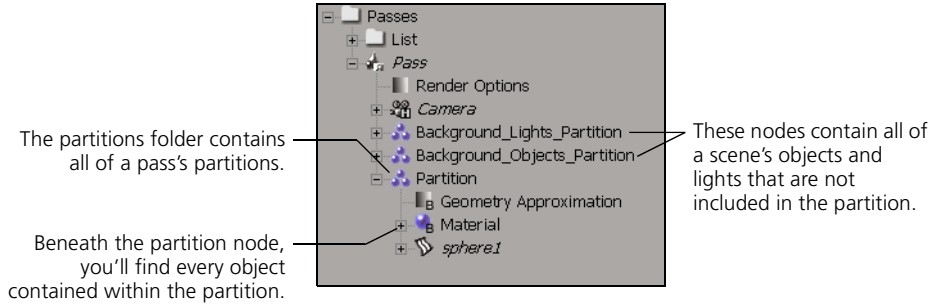 Passes
List
Pass
Render Options
Camera
Background_Lights_Partition
Background_Objects_Partition
Partition
B Geometry Approximation
B Material
sphere1
The partitions folder contains
all of a pass's partitions.
Beneath the partition node,
you'll find every object
contained within the partition.
These nodes contain all of
a scene's objects and
lights that are not
included in the partition.